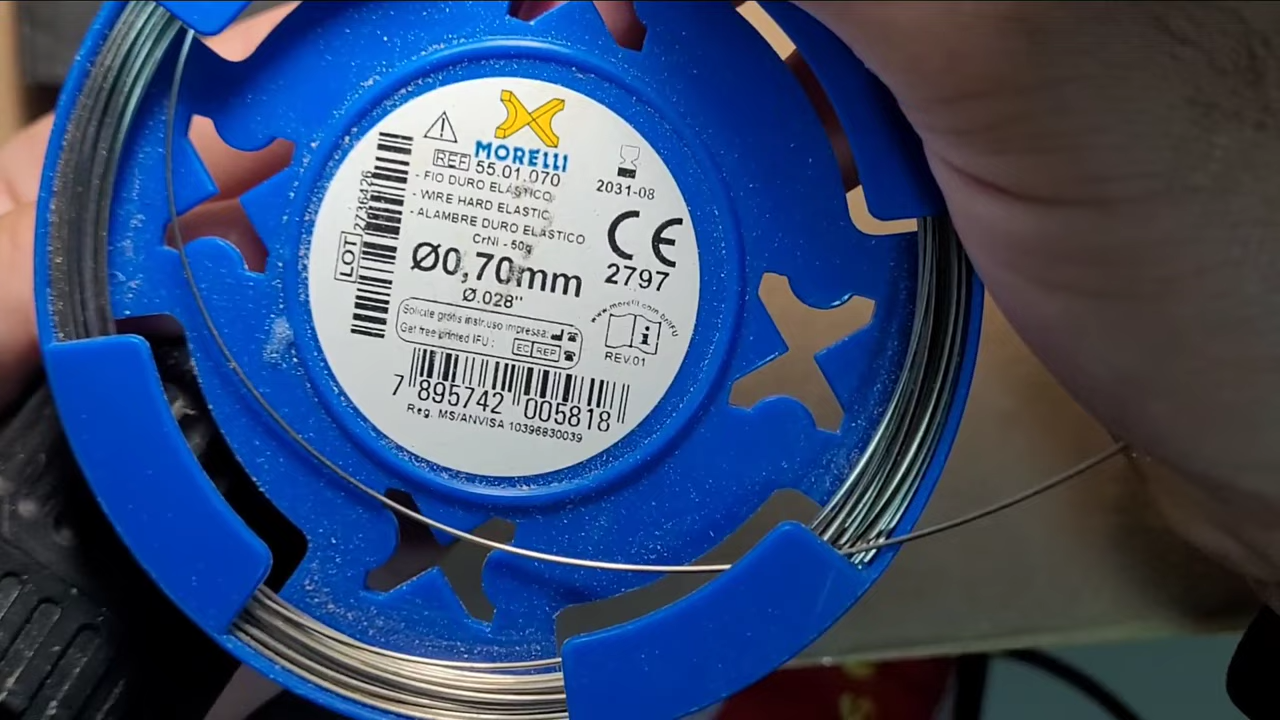 MORELLI
REF 55.01.070
- FIO DURO ELÁSTICO
- WIRE HARD ELASTIC
- ALAMBRE DURO ELASTICO
CrNi - 50g
Ø0,70mm
Ø.028"
LOT 2736426
2031-08
CE
2797
Solicite grátis instr.uso impressa:
Get free printed IFU :
EC REP
www.morelli.com.br/IFU
i
REV.01
7 895742 005818
Reg. MS/ANVISA 10396830039